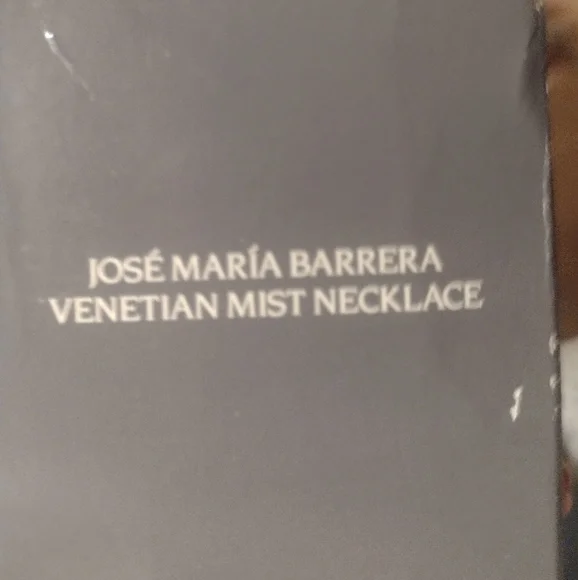 JOSÉ MARÍA BARRERA
VENETIAN MIST NECKLACE